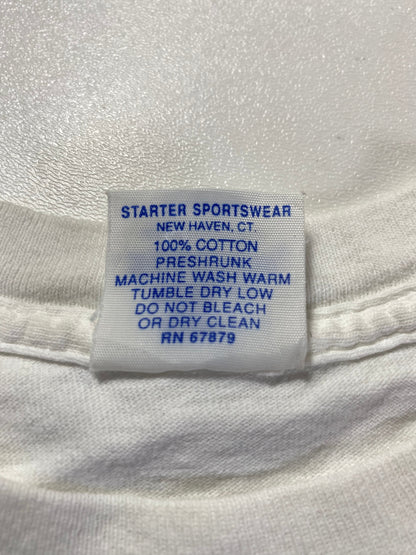 STARTER SPORTSWEAR
NEW HAVEN, CT.
100% COTTON
PRESHRUNK
MACHINE WASH WARM
TUMBLE DRY LOW
DO NOT BLEACH
OR DRY CLEAN
RN 67879